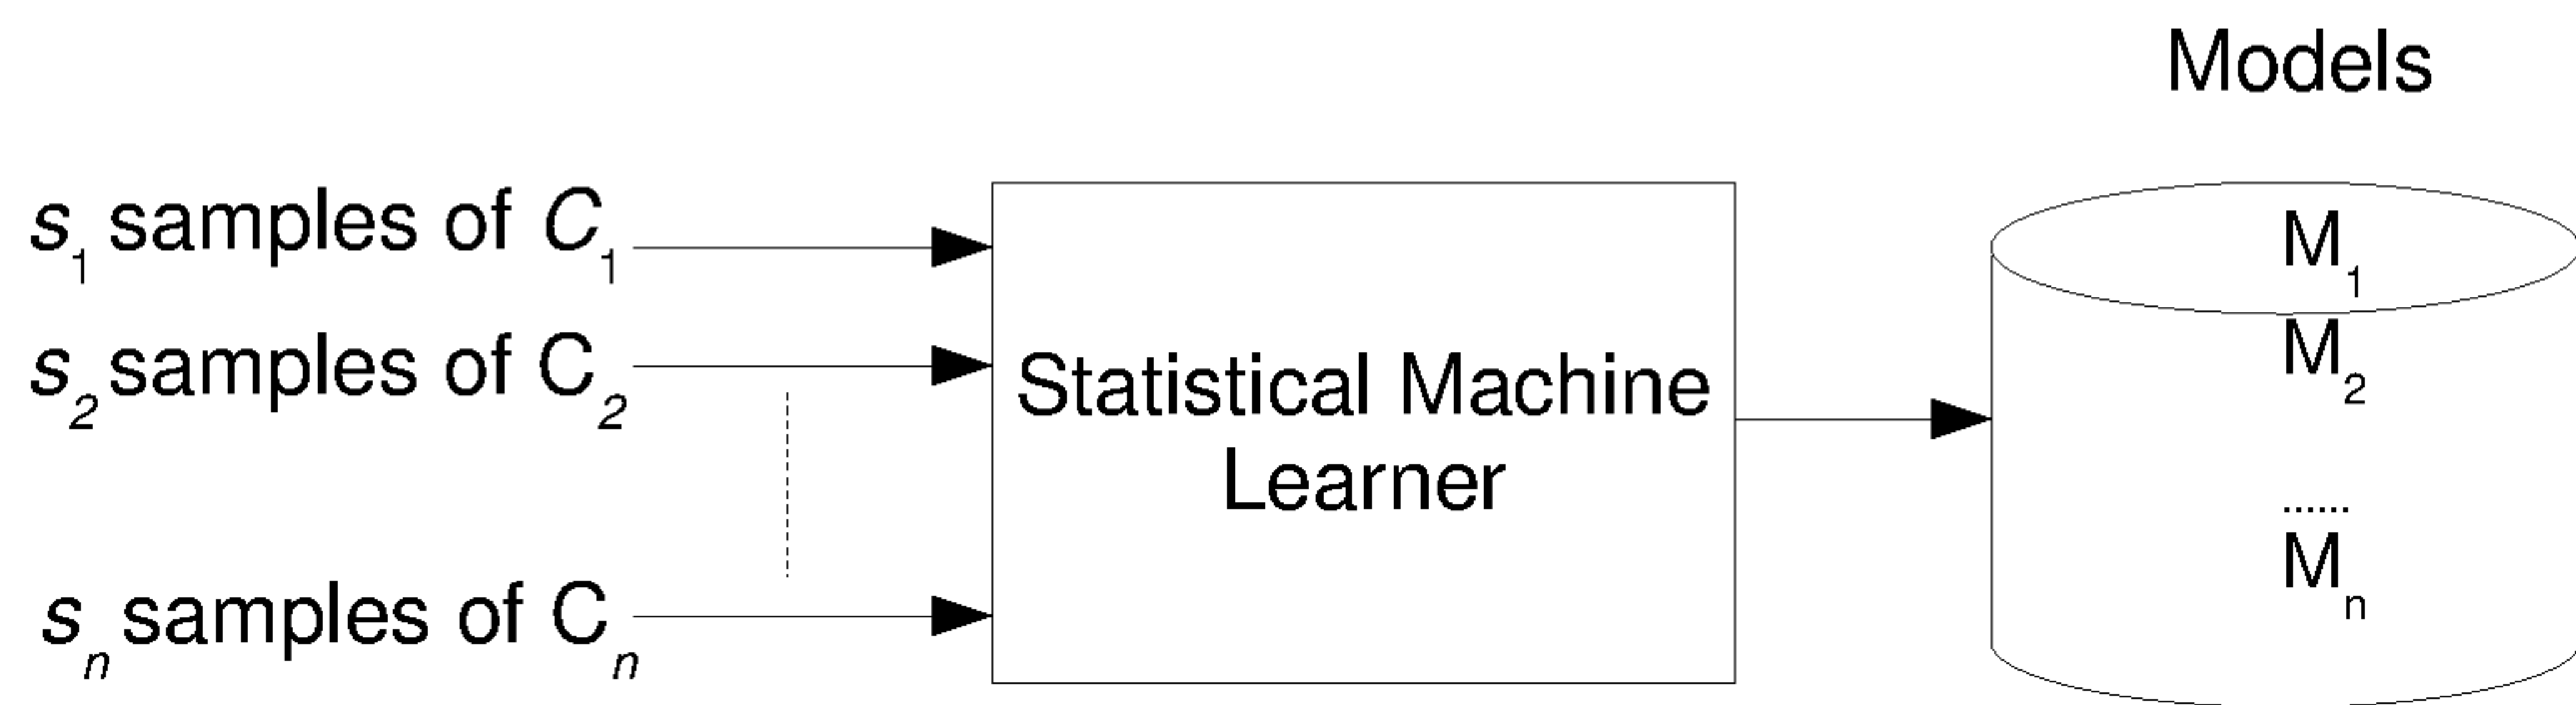 Models
s1 samples of C1
s2 samples of C2
sn samples of Cn
Statistical Machine
Learner
M1
M2
......
Mn